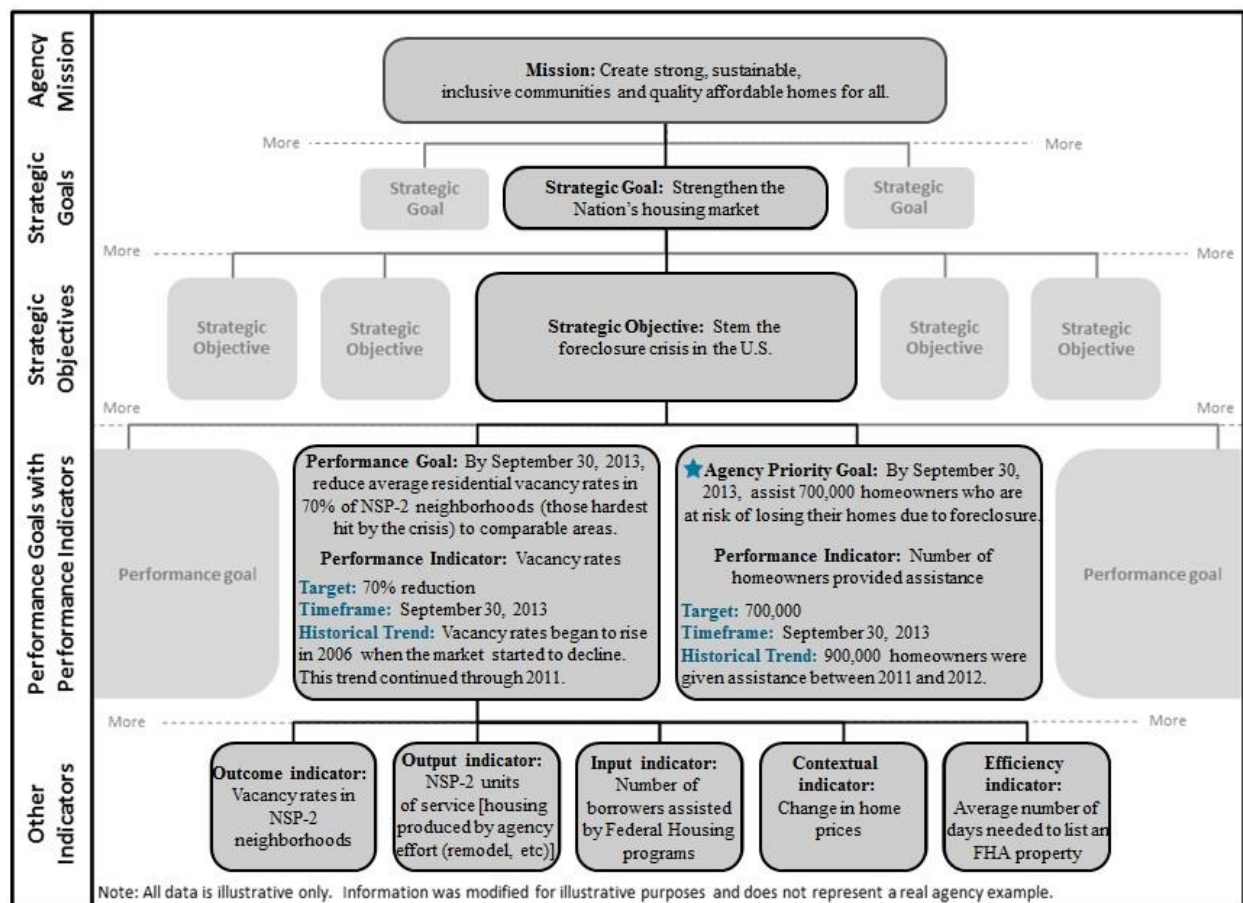 Agency
Mission
Mission: Create strong, sustainable,
inclusive communities and quality affordable homes for all.
Strategic
Goals
More
More
Strategic
Goal
Strategic Goal: Strengthen the
Nation's housing market
Strategic
Goal
Strategic
Objectives
More
More
Strategic
Objective
Strategic
Objective
Strategic Objective: Stem the
foreclosure crisis in the U.S.
Strategic
Objective
Strategic
Objective
Performance Goals with
Performance Indicators
More
More
Performance goal
Performance Goal: By September 30, 2013,
reduce average residential vacancy rates in
70% of NSP-2 neighborhoods (those hardest
hit by the crisis) to comparable areas.
Performance Indicator: Vacancy rates
Target: 70% reduction
Timeframe: September 30, 2013
Historical Trend: Vacancy rates began to rise
in 2006 when the market started to decline.
This trend continued through 2011.
Agency Priority Goal: By September 30,
2013, assist 700,000 homeowners who are
at risk of losing their homes due to foreclosure.
Performance Indicator: Number of
homeowners provided assistance
Target: 700,000
Timeframe: September 30, 2013
Historical Trend: 900,000 homeowners were
given assistance between 2011 and 2012.
Performance goal
Other
Indicators
More
More
Outcome indicator:
Vacancy rates in
NSP-2
neighborhoods
Output indicator:
NSP-2 units
of service [housing
produced by agency
effort (remodel, etc)]
Input indicator:
Number of
borrowers assisted
by Federal Housing
programs
Contextual
indicator:
Change in home
prices
Efficiency
indicator:
Average number of
days needed to list an
FHA property
Note: All data is illustrative only. Information was modified for illustrative purposes and does not represent a real agency example.